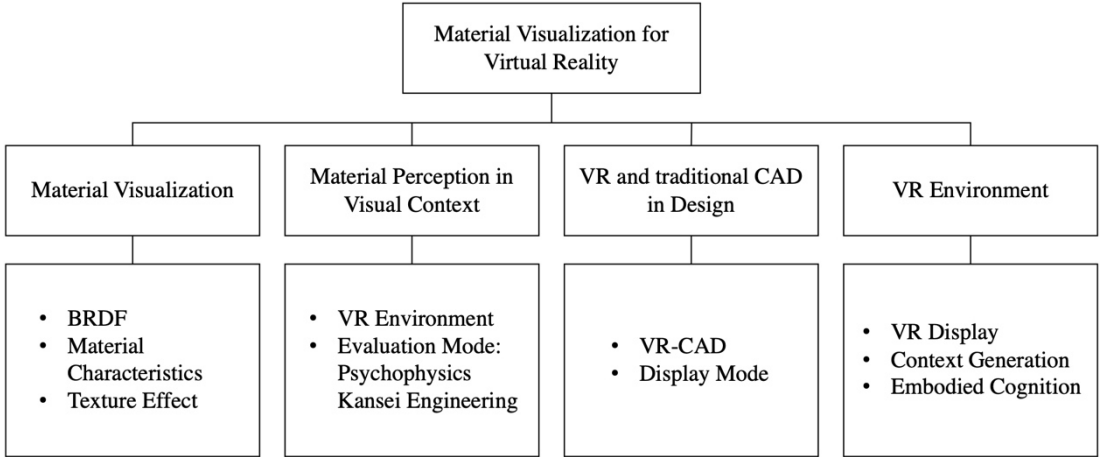 Material Visualization for
Virtual Reality
Material Visualization
Material Perception in
Visual Context
VR and traditional CAD
in Design
VR Environment
• BRDF
• Material
Characteristics
• Texture Effect
• VR Environment
• Evaluation Mode:
Psychophysics
Kansei Engineering
• VR-CAD
• Display Mode
• VR Display
• Context Generation
• Embodied Cognition